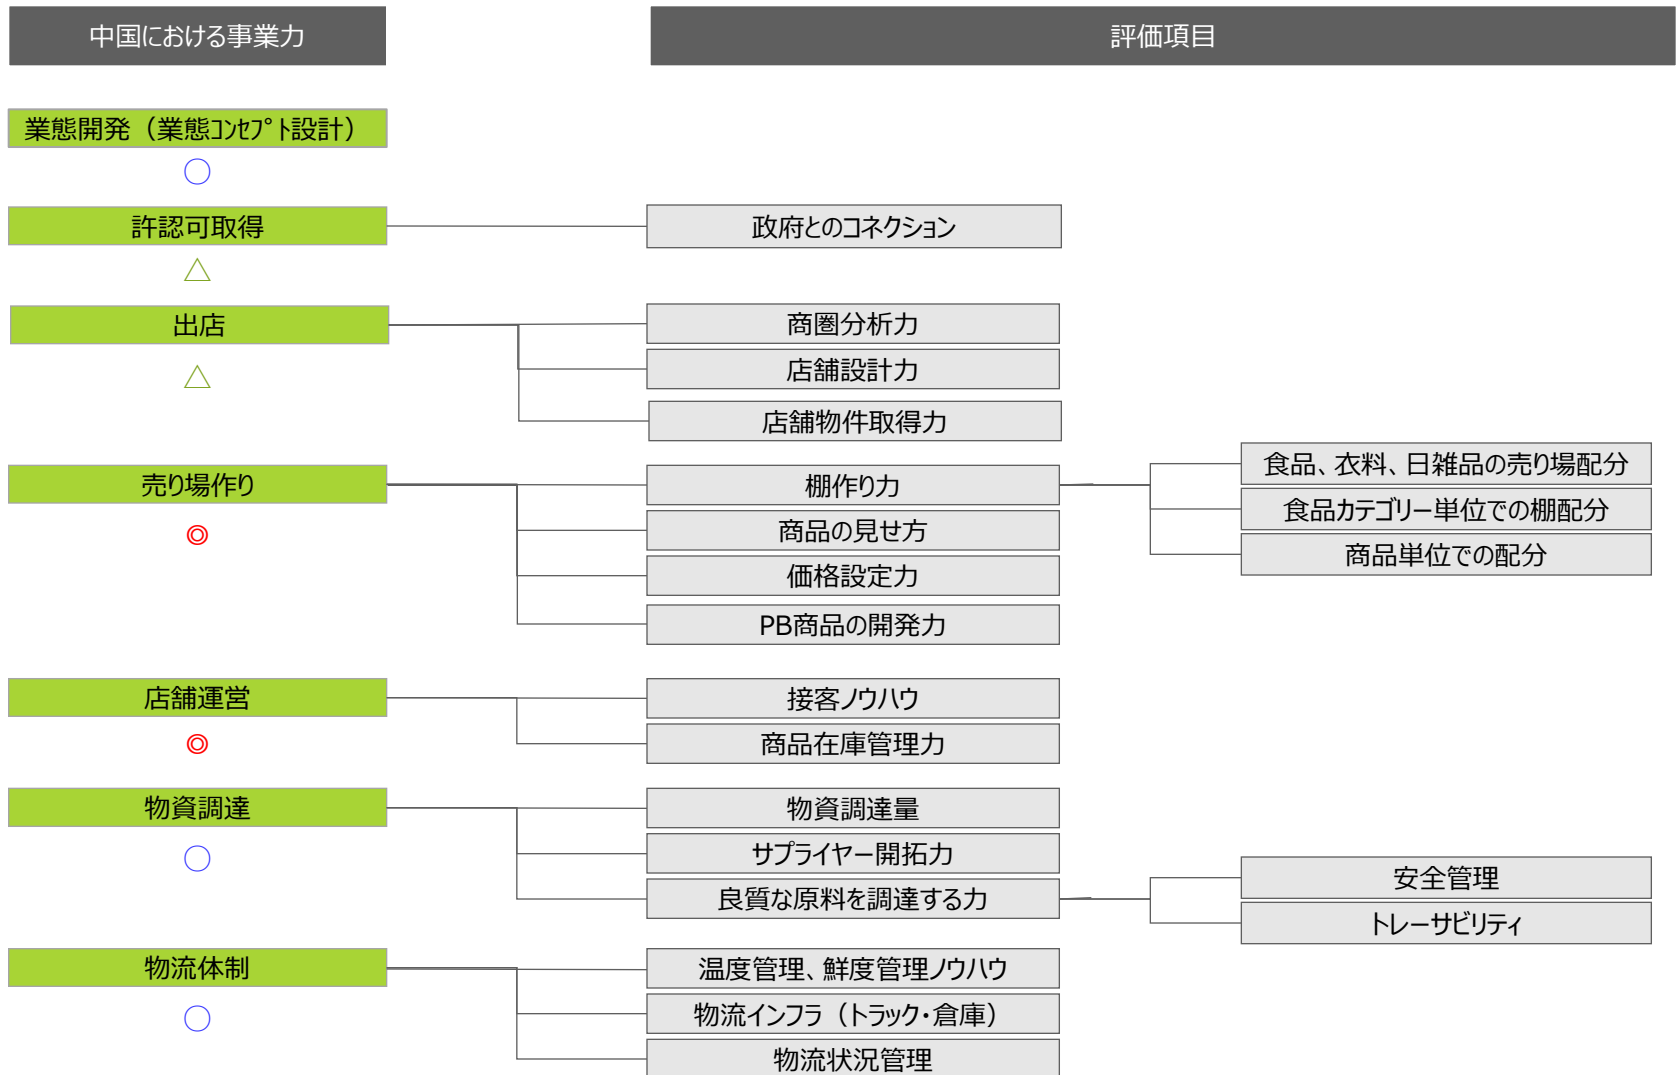 中国における事業力
評価項目
業態開発（業態ｺﾝｾﾌﾟﾄ設計）
○
許認可取得
政府とのコネクション
△
出店
商圏分析力
店舗設計力
△
店舗物件取得力
売り場作り
棚作り力
食品、衣料、日雑品の売り場配分
食品カテゴリー単位での棚配分
商品単位での配分
◎
商品の見せ方
価格設定力
PB商品の開発力
店舗運営
接客ノウハウ
◎
商品在庫管理力
物資調達
物資調達量
○
サプライヤー開拓力
良質な原料を調達する力
安全管理
トレーサビリティ
物流体制
温度管理、鮮度管理ノウハウ
○
物流インフラ（トラック・倉庫）
物流状況管理